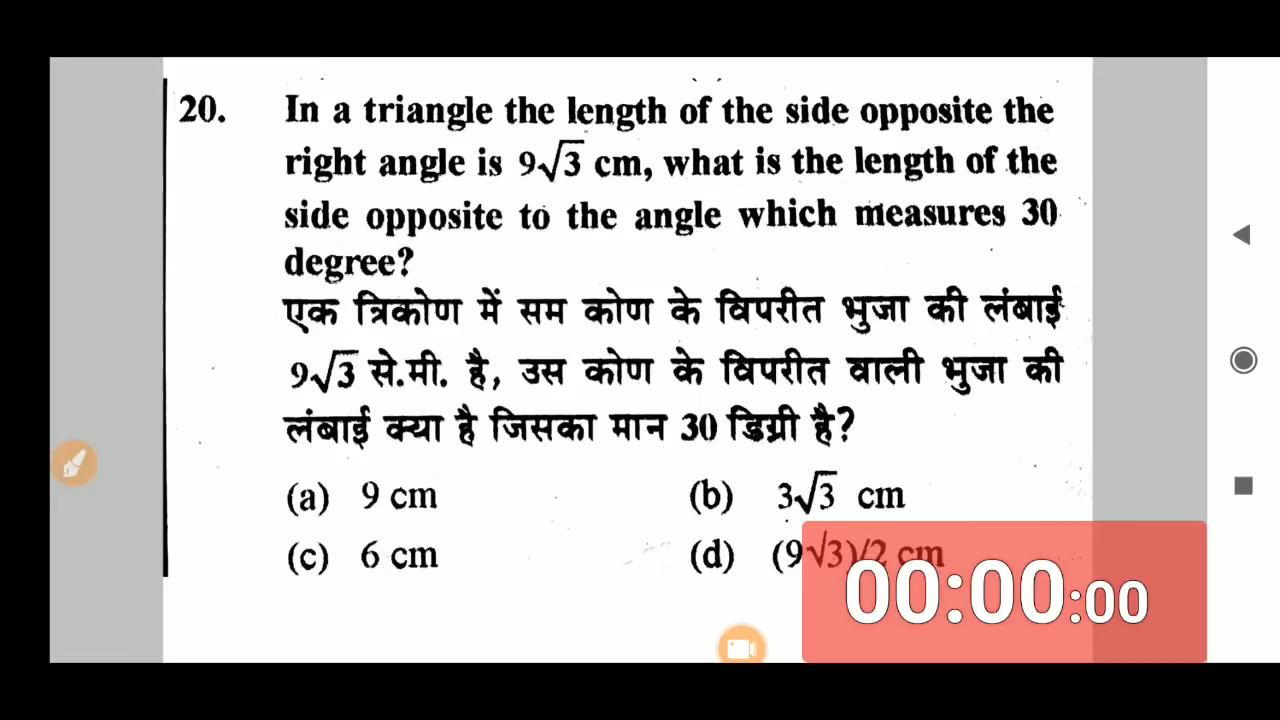 20. In a triangle the length of the side opposite the
right angle is 9√3 cm, what is the length of the
side opposite to the angle which measures 30
degree?
एक त्रिकोण में सम कोण के विपरीत भुजा की लंबाई
9√3 से.मी. है, उस कोण के विपरीत वाली भुजा की
लंबाई क्या है जिसका मान 30 डिग्री है?
(a) 9 cm (b) 3√3 cm
(c) 6 cm (d) (9√3)/2 cm
00:00:00